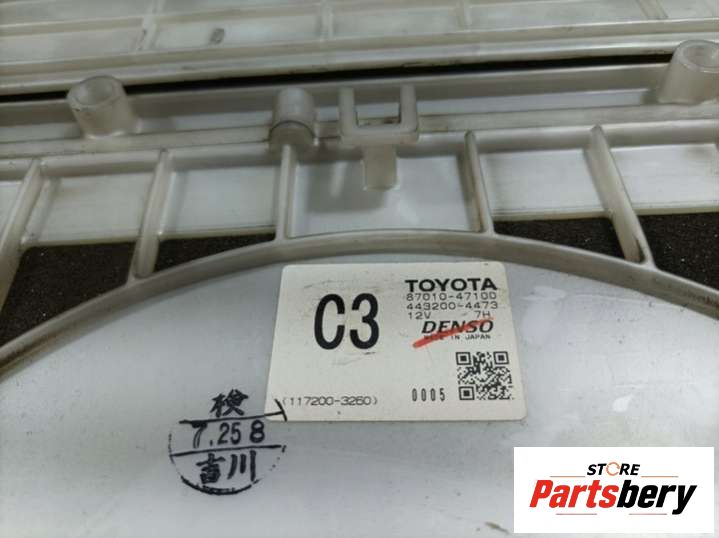 C3
TOYOTA
87010-47100
443200-4473
12V 7H
DENSO
MADE IN JAPAN
(117200-3260)
0005
検
7.25 8
吉川
STORE
Partsbery